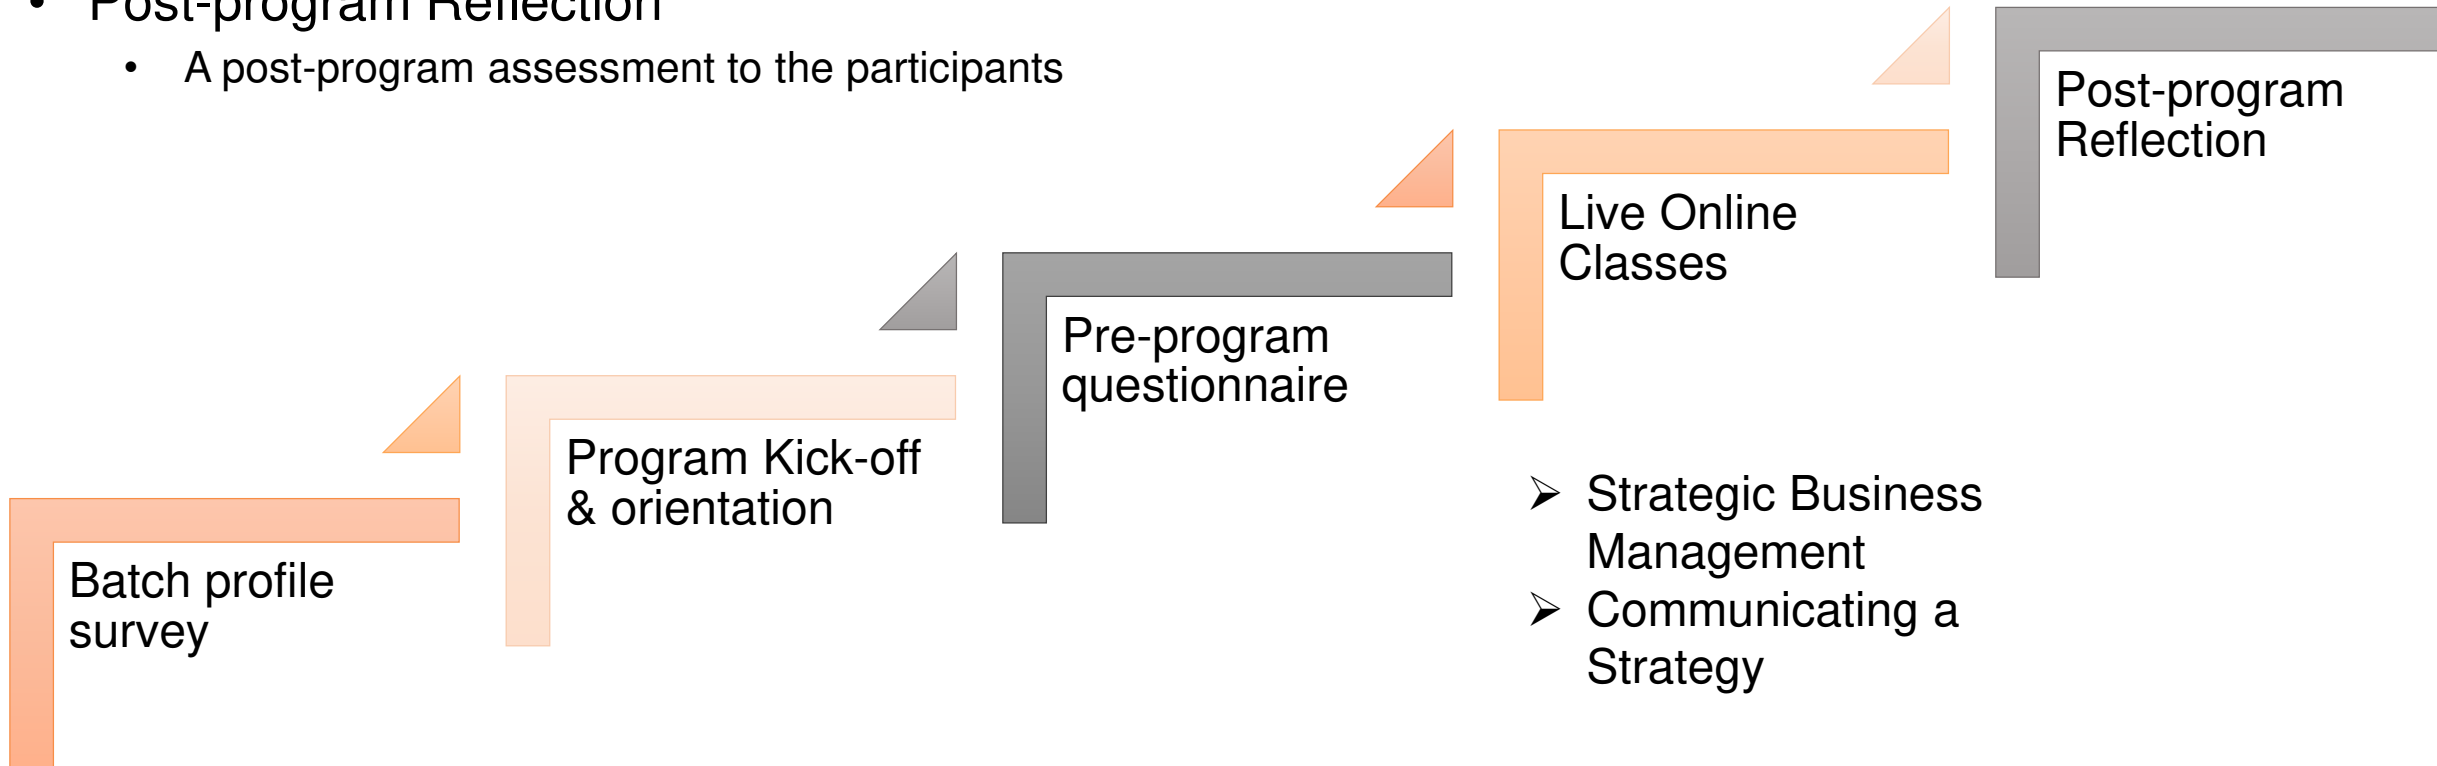 • Post-program Reflection
• A post-program assessment to the participants
Post-program
Reflection
Live Online
Classes
Pre-program
questionnaire
Program Kick-off
& orientation
Batch profile
survey
➢ Strategic Business
Management
➢ Communicating a
Strategy